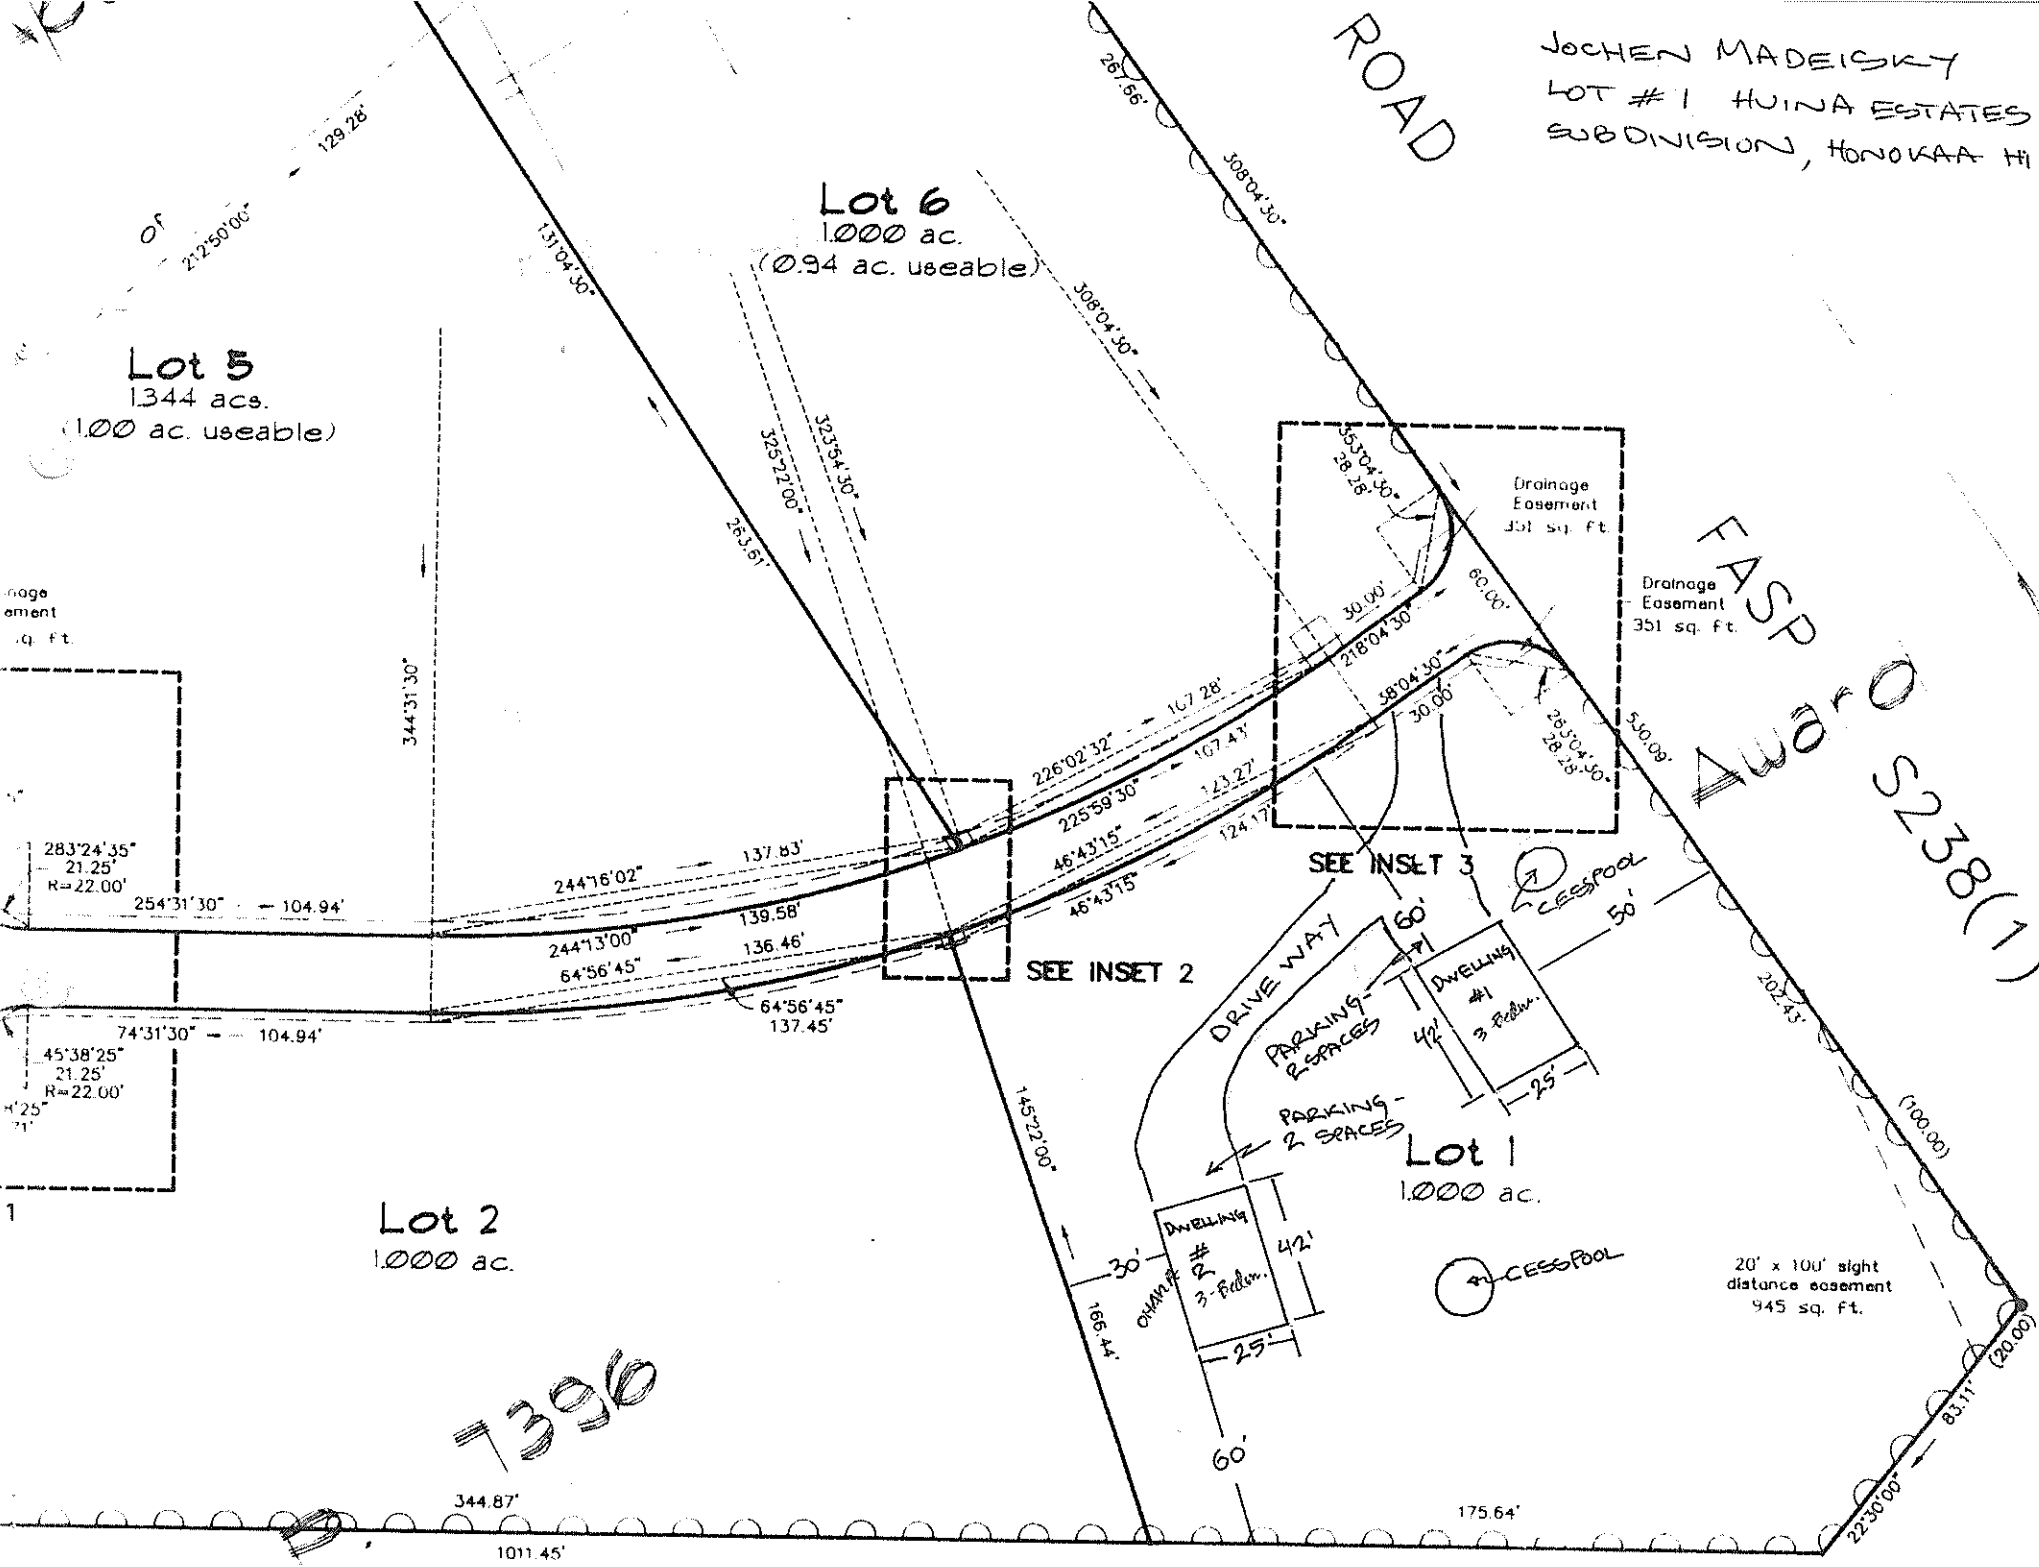 JOCHEN MADEISKY
LOT #1 HUINA ESTATES
SUBDIVISION, HONOKAA HI
ROAD
267.66'
308°04'30"
129.28'
of
212°50'00"
Lot 6
1.000 ac.
(0.94 ac. useable)
131°04'30"
308°04'30"
Lot 5
1.344 acs.
(1.00 ac. useable)
325°22'00"
323°54'30"
263.61'
353°04'30"
28.28'
Drainage
Easement
351 sq. ft.
FASP
S238(1)
Drainage
Easement
351 sq. ft.
60.00'
30.00'
218°04'30"
38°04'30"
30.00'
263°04'30"
28.28'
530.09'
Award
sq. ft.
344°31'30"
107.28'
226°02'32"
107.43'
225°59'30"
123.27'
46°43'15"
124.17'
46°43'15"
283°24'35"
21.25'
R=22.00'
254°31'30"
104.94'
244°16'02"
137.83'
139.58'
244°13'00"
136.46'
64°56'45"
64°56'45"
137.45'
SEE INSET 2
SEE INSET 3
74°31'30"
104.94'
45°38'25"
21.25'
R=22.00'
CESSPOOL
60'
50'
DRIVEWAY
PARKING-
2 SPACES
DWELLING
#1
3-Bedm.
42'
25'
202.43'
(100.00)
PARKING-
2 SPACES
Lot 1
1.000 ac.
145°22'00"
1
Lot 2
1.000 ac.
DWELLING
#
2
3-Bedm.
30'
42'
25'
166.44'
CESSPOOL
20' x 100' sight
distance easement
945 sq. ft.
(20.00)
83.11'
22°30'00"
7396
60'
344.87'
175.64'
1011.45'